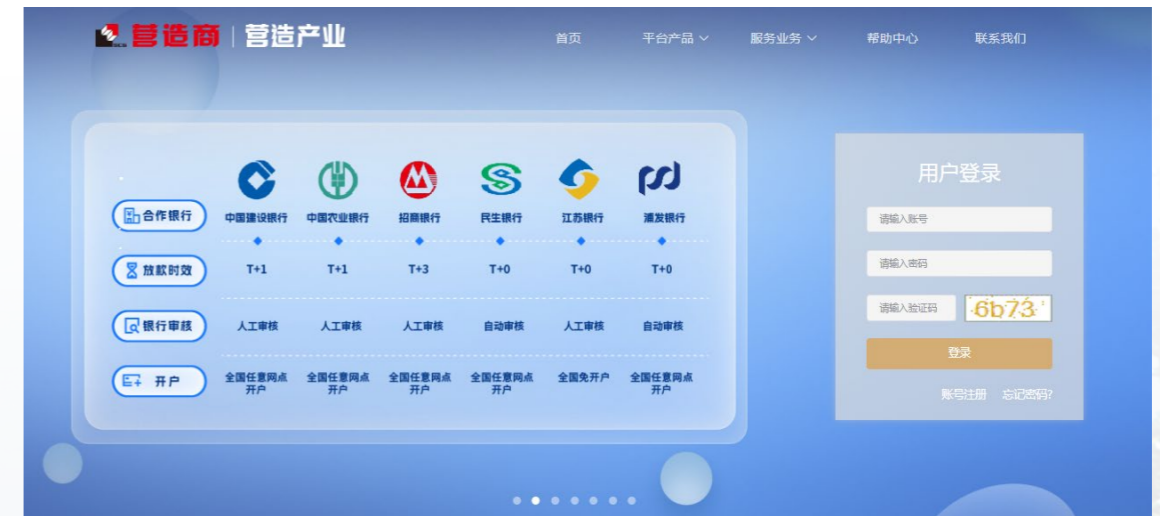 营造商 | 营造产业
首页 平台产品 服务业务 帮助中心 联系我们
合作银行 中国建设银行 中国农业银行 招商银行 民生银行 江苏银行 浦发银行
放款时效 T+1 T+1 T+3 T+0 T+0 T+0
银行审核 人工审核 人工审核 人工审核 自动审核 人工审核 自动审核
开户 全国任意网点开户 全国任意网点开户 全国任意网点开户 全国任意网点开户 全国免开户 全国任意网点开户
用户登录
请输入账号
请输入密码
请输入验证码 6b73
登录
账号注册 忘记密码?